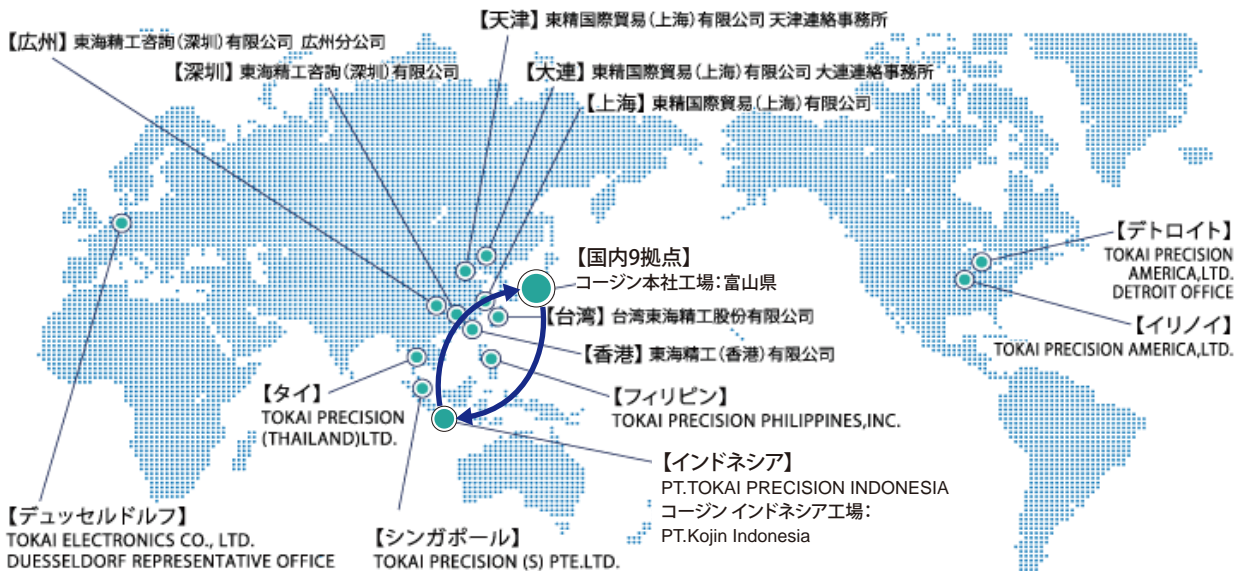 【天津】東精国際貿易(上海)有限公司 天津連絡事務所
【広州】東海精工咨詢(深圳)有限公司 広州分公司
【深圳】東海精工咨詢(深圳)有限公司
【大連】東精国際貿易(上海)有限公司 大連連絡事務所
【上海】東精国際貿易(上海)有限公司
【国内9拠点】
コージン本社工場：富山県
【台湾】台湾東海精工股份有限公司
【香港】東海精工(香港)有限公司
【デトロイト】
TOKAI PRECISION
AMERICA,LTD.
DETROIT OFFICE
【イリノイ】
TOKAI PRECISION AMERICA,LTD.
【タイ】
TOKAI PRECISION
(THAILAND)LTD.
【フィリピン】
TOKAI PRECISION PHILIPPINES,INC.
【インドネシア】
PT.TOKAI PRECISION INDONESIA
コージン インドネシア工場：
PT.Kojin Indonesia
【デュッセルドルフ】
TOKAI ELECTRONICS CO., LTD.
DUESSELDORF REPRESENTATIVE OFFICE
【シンガポール】
TOKAI PRECISION (S) PTE.LTD.